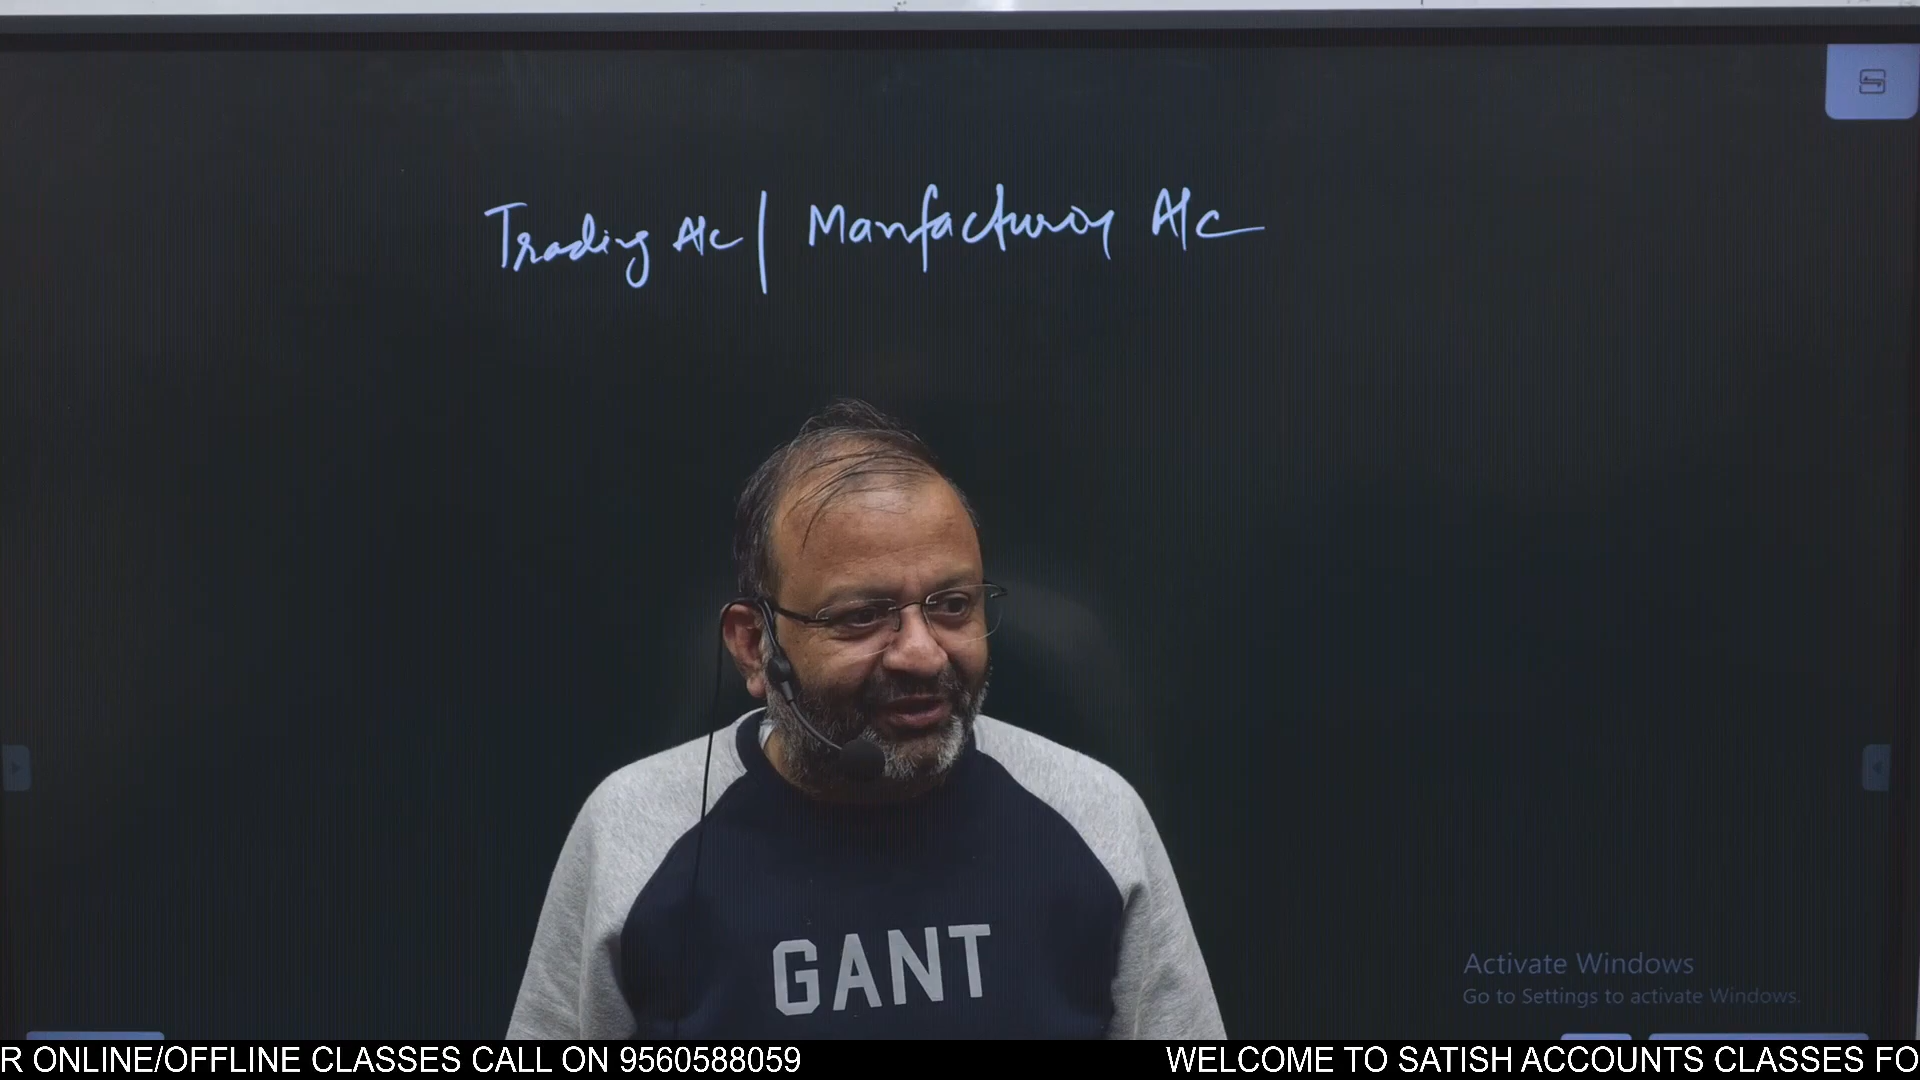 Trading A/c | Manfacturing A/c
GANT
Activate Windows
Go to Settings to activate Windows.
R ONLINE/OFFLINE CLASSES CALL ON 9560588059 WELCOME TO SATISH ACCOUNTS CLASSES FO